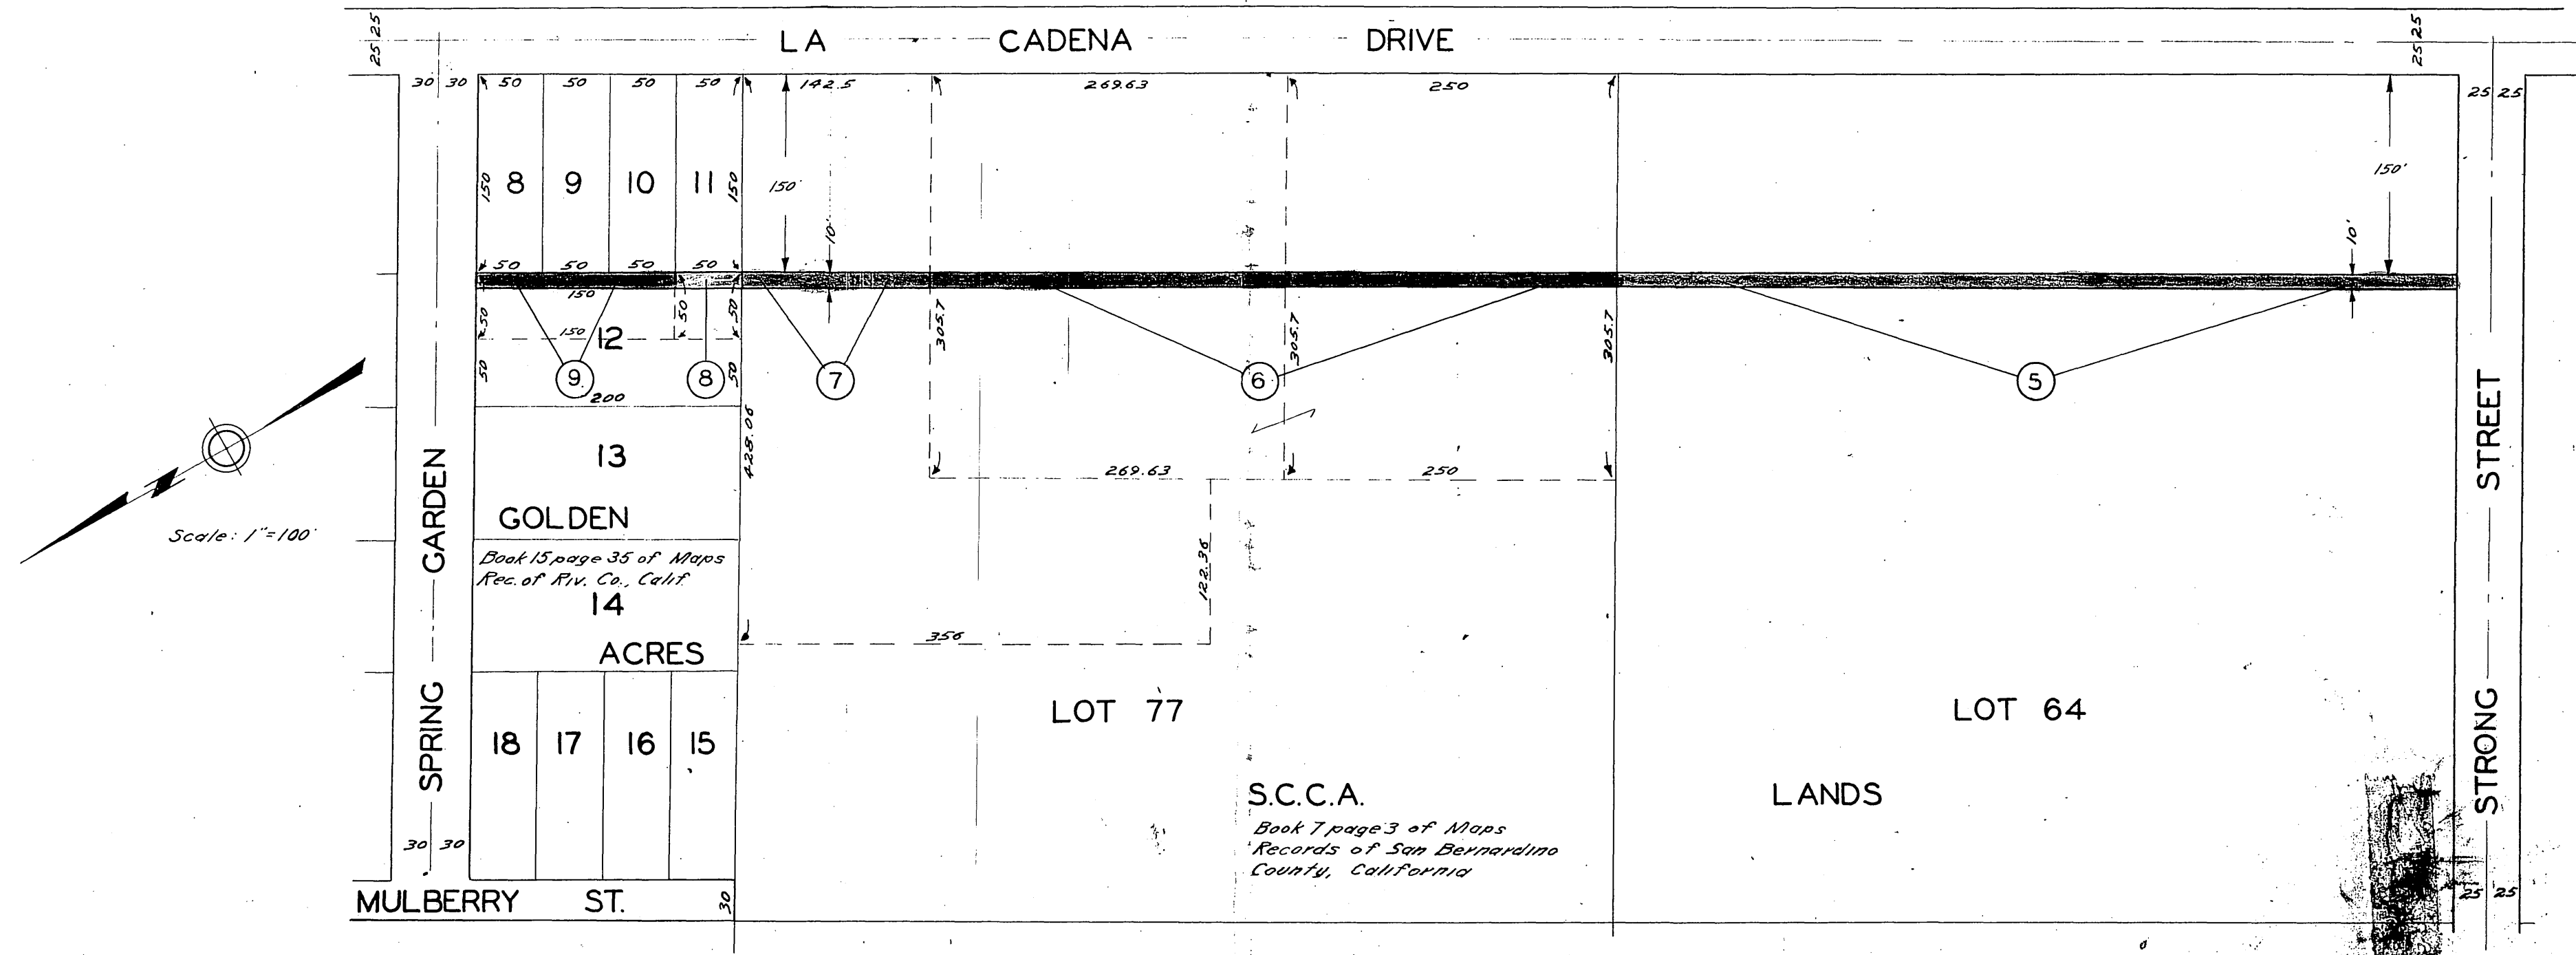 25 25
LA CADENA DRIVE
25 25
30 30 50 50 50 50 142.5 269.63 250 25 25
150 8 9 10 11 150 150' 150'
10' 10'
50 50 50 50
150
50 150 50 50 305.7 305.7 305.7
12
50 9 8 50 7 6 5
200
428.06
13
269.63 250
GOLDEN
Scale: 1"=100'
Book 15 page 35 of Maps
Rec. of Riv. Co., Calif
122.36
14
356
ACRES
SPRING GARDEN
STRONG STREET
LOT 77 LOT 64
18 17 16 15
S.C.C.A. LANDS
Book 7 page 3 of Maps
Records of San Bernardino
County, California
30 30
MULBERRY ST. 30
25 25